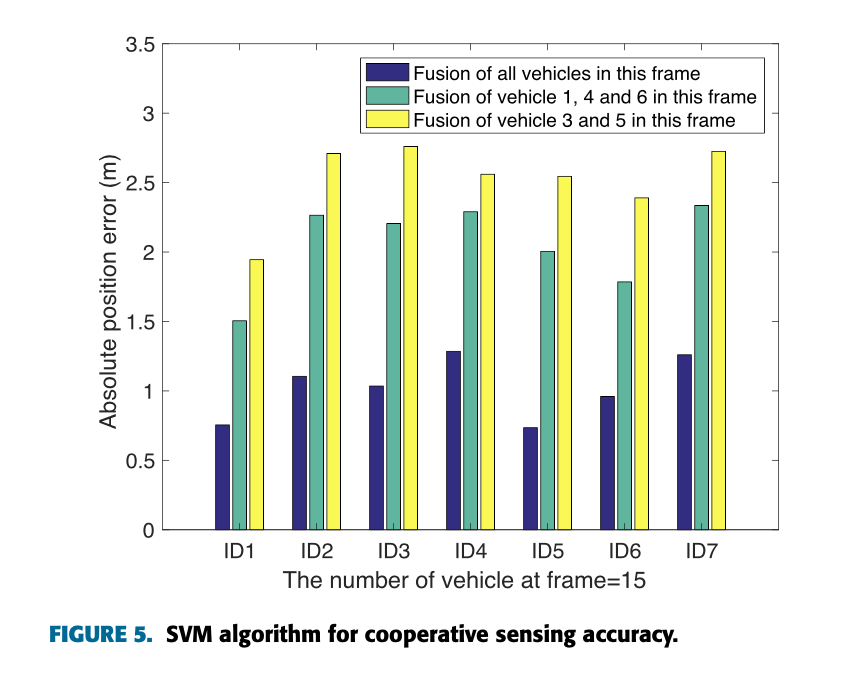 3.5
3
2.5
2
1.5
1
0.5
0
Absolute position error (m)
Fusion of all vehicles in this frame
Fusion of vehicle 1, 4 and 6 in this frame
Fusion of vehicle 3 and 5 in this frame
ID1 ID2 ID3 ID4 ID5 ID6 ID7
The number of vehicle at frame=15
FIGURE 5. SVM algorithm for cooperative sensing accuracy.